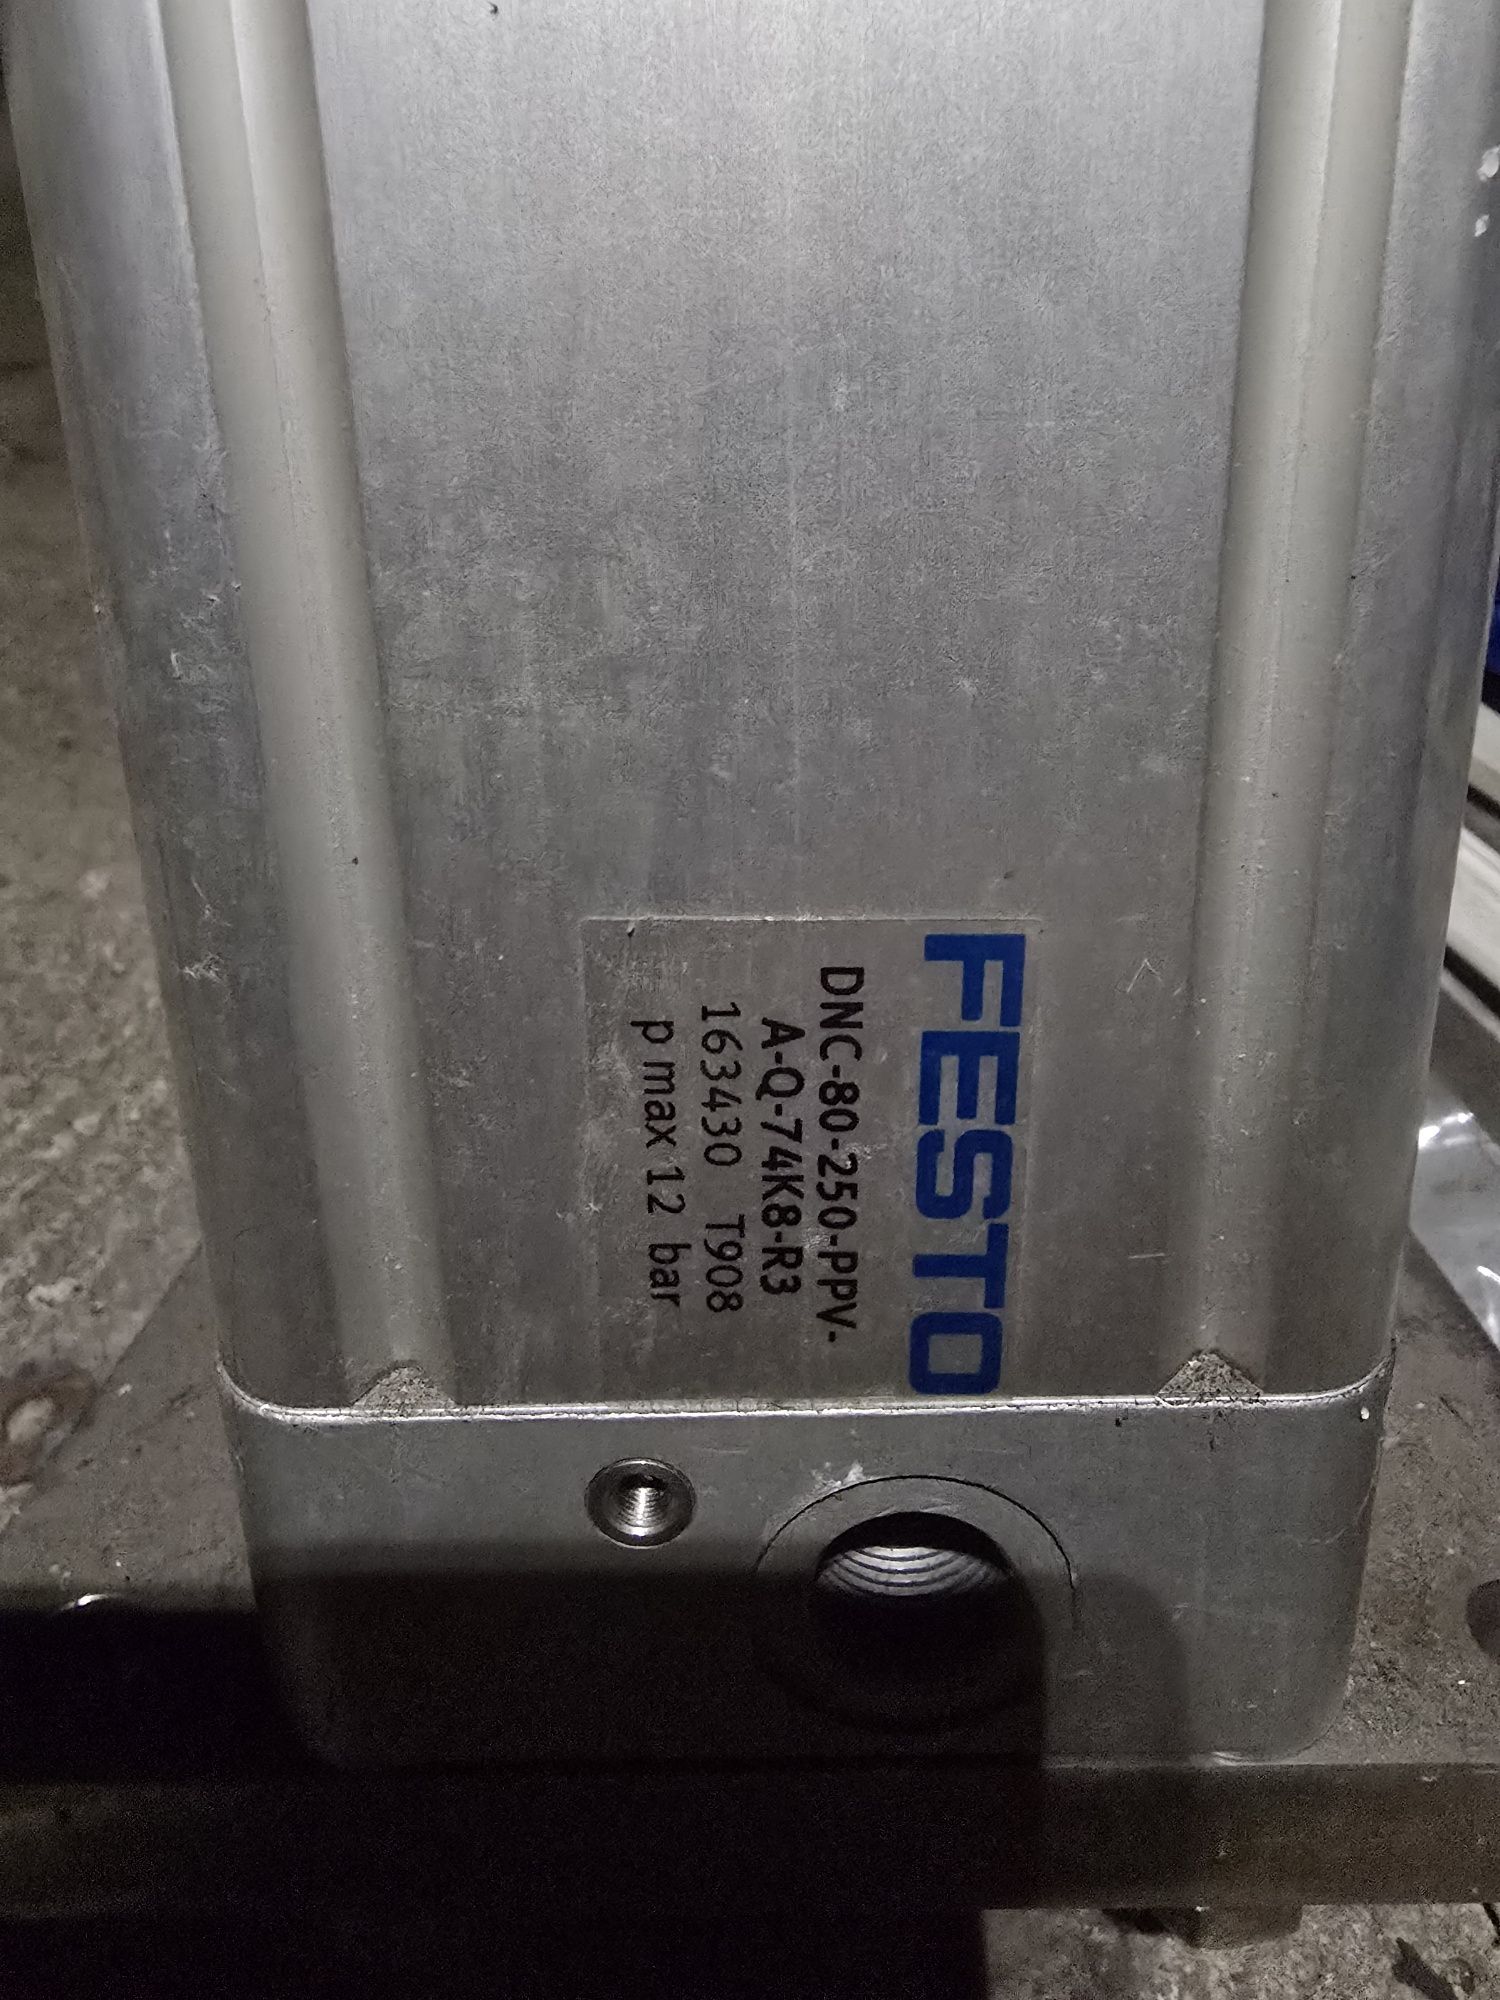 FESTO
DNC-80-250-PPV-
A-Q-74K8-R3
163430 T908
p max 12 bar